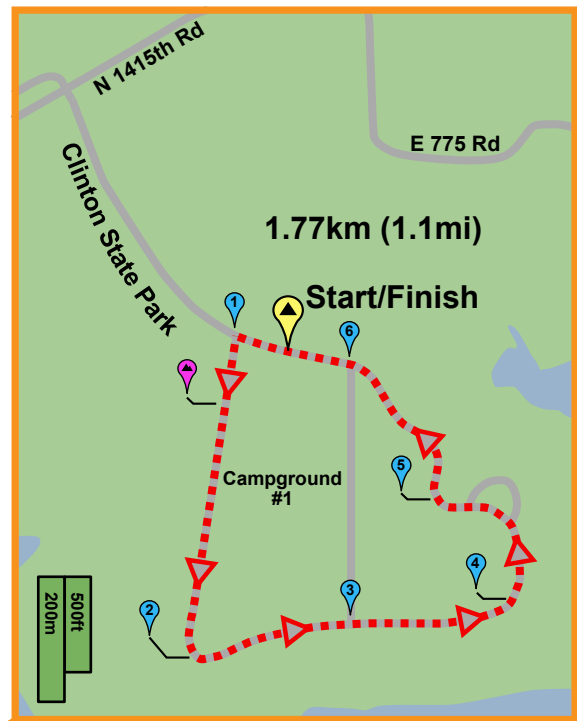 N 1415th Rd
E 775 Rd
Clinton State Park
1.77km (1.1mi)
Start/Finish
1
6
Campground
#1
5
4
3
2
500ft
200m